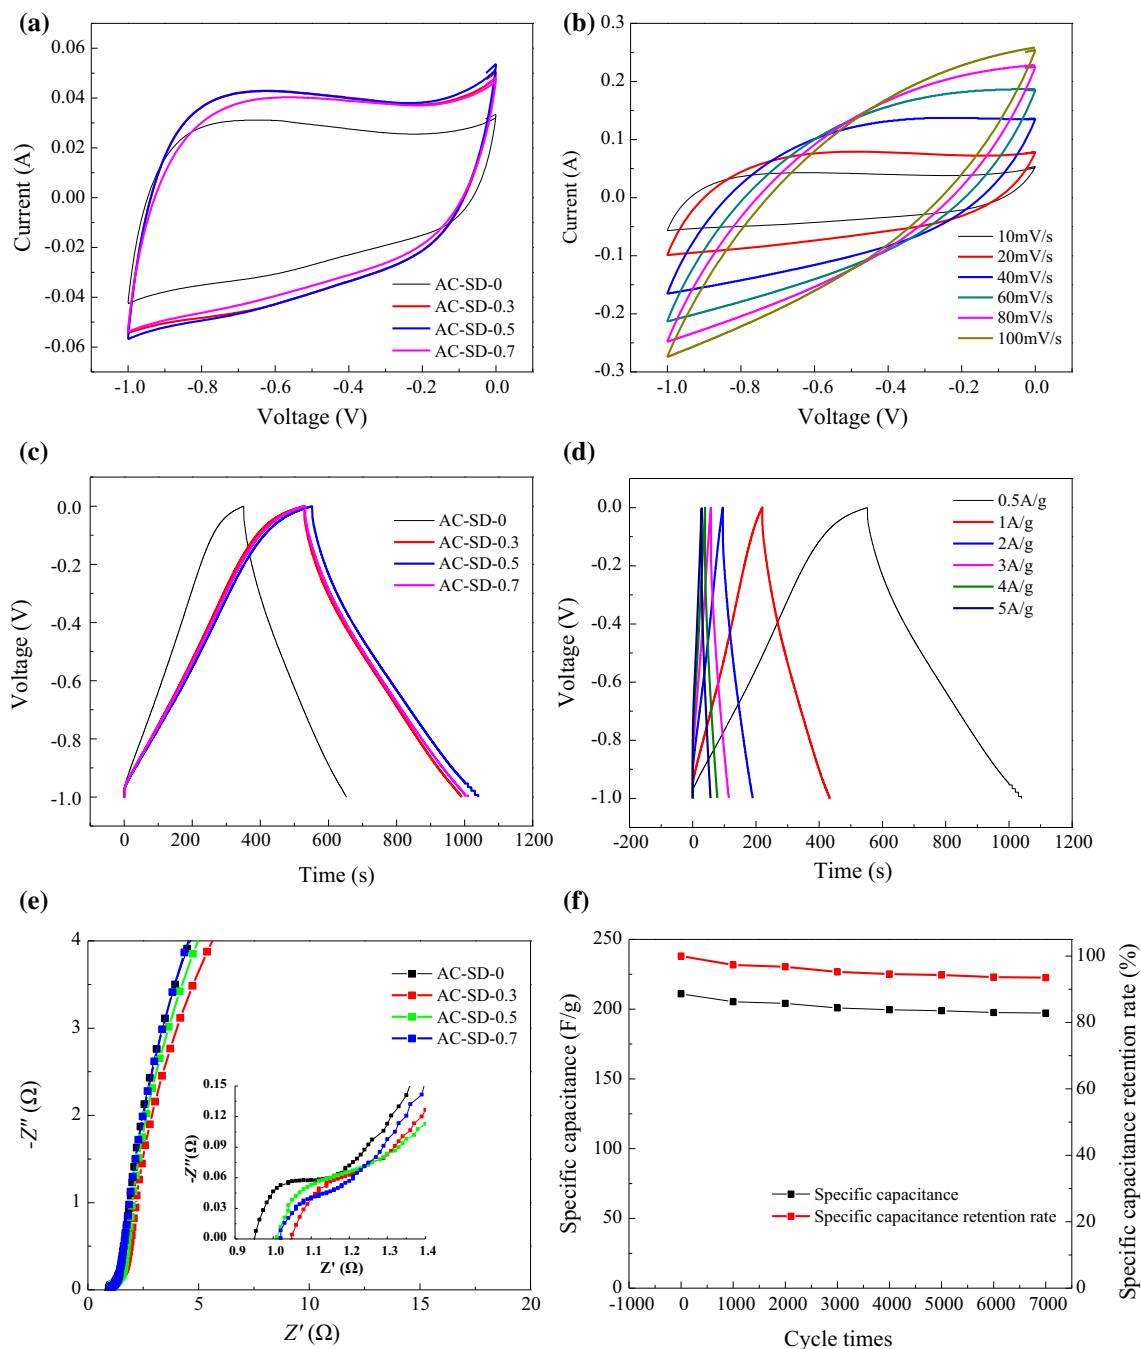 (a)
0.06
0.04
0.02
0.00
-0.02
-0.04
-0.06
Current (A)
AC-SD-0
AC-SD-0.3
AC-SD-0.5
AC-SD-0.7
-1.0 -0.8 -0.6 -0.4 -0.2 0.0
Voltage (V)
(b)
0.3
0.2
0.1
0.0
-0.1
-0.2
-0.3
Current (A)
10mV/s
20mV/s
40mV/s
60mV/s
80mV/s
100mV/s
-1.0 -0.8 -0.6 -0.4 -0.2 0.0
Voltage (V)
(c)
0.0
-0.2
-0.4
-0.6
-0.8
-1.0
Voltage (V)
AC-SD-0
AC-SD-0.3
AC-SD-0.5
AC-SD-0.7
0 200 400 600 800 1000 1200
Time (s)
(d)
0.0
-0.2
-0.4
-0.6
-0.8
-1.0
Voltage (V)
0.5A/g
1A/g
2A/g
3A/g
4A/g
5A/g
-200 0 200 400 600 800 1000 1200
Time (s)
(e)
4
3
2
1
0
-Z" (Ω)
AC-SD-0
AC-SD-0.3
AC-SD-0.5
AC-SD-0.7
0.15
0.12
0.09
0.06
0.03
0.00
-Z"(Ω)
0.9 1.0 1.1 1.2 1.3 1.4
Z' (Ω)
0 5 10 15 20
Z' (Ω)
(f)
250
200
150
100
50
0
Specific capacitance (F/g)
Specific capacitance
Specific capacitance retention rate
100
80
60
40
20
0
Specific capacitance retention rate (%)
-1000 0 1000 2000 3000 4000 5000 6000 7000
Cycle times